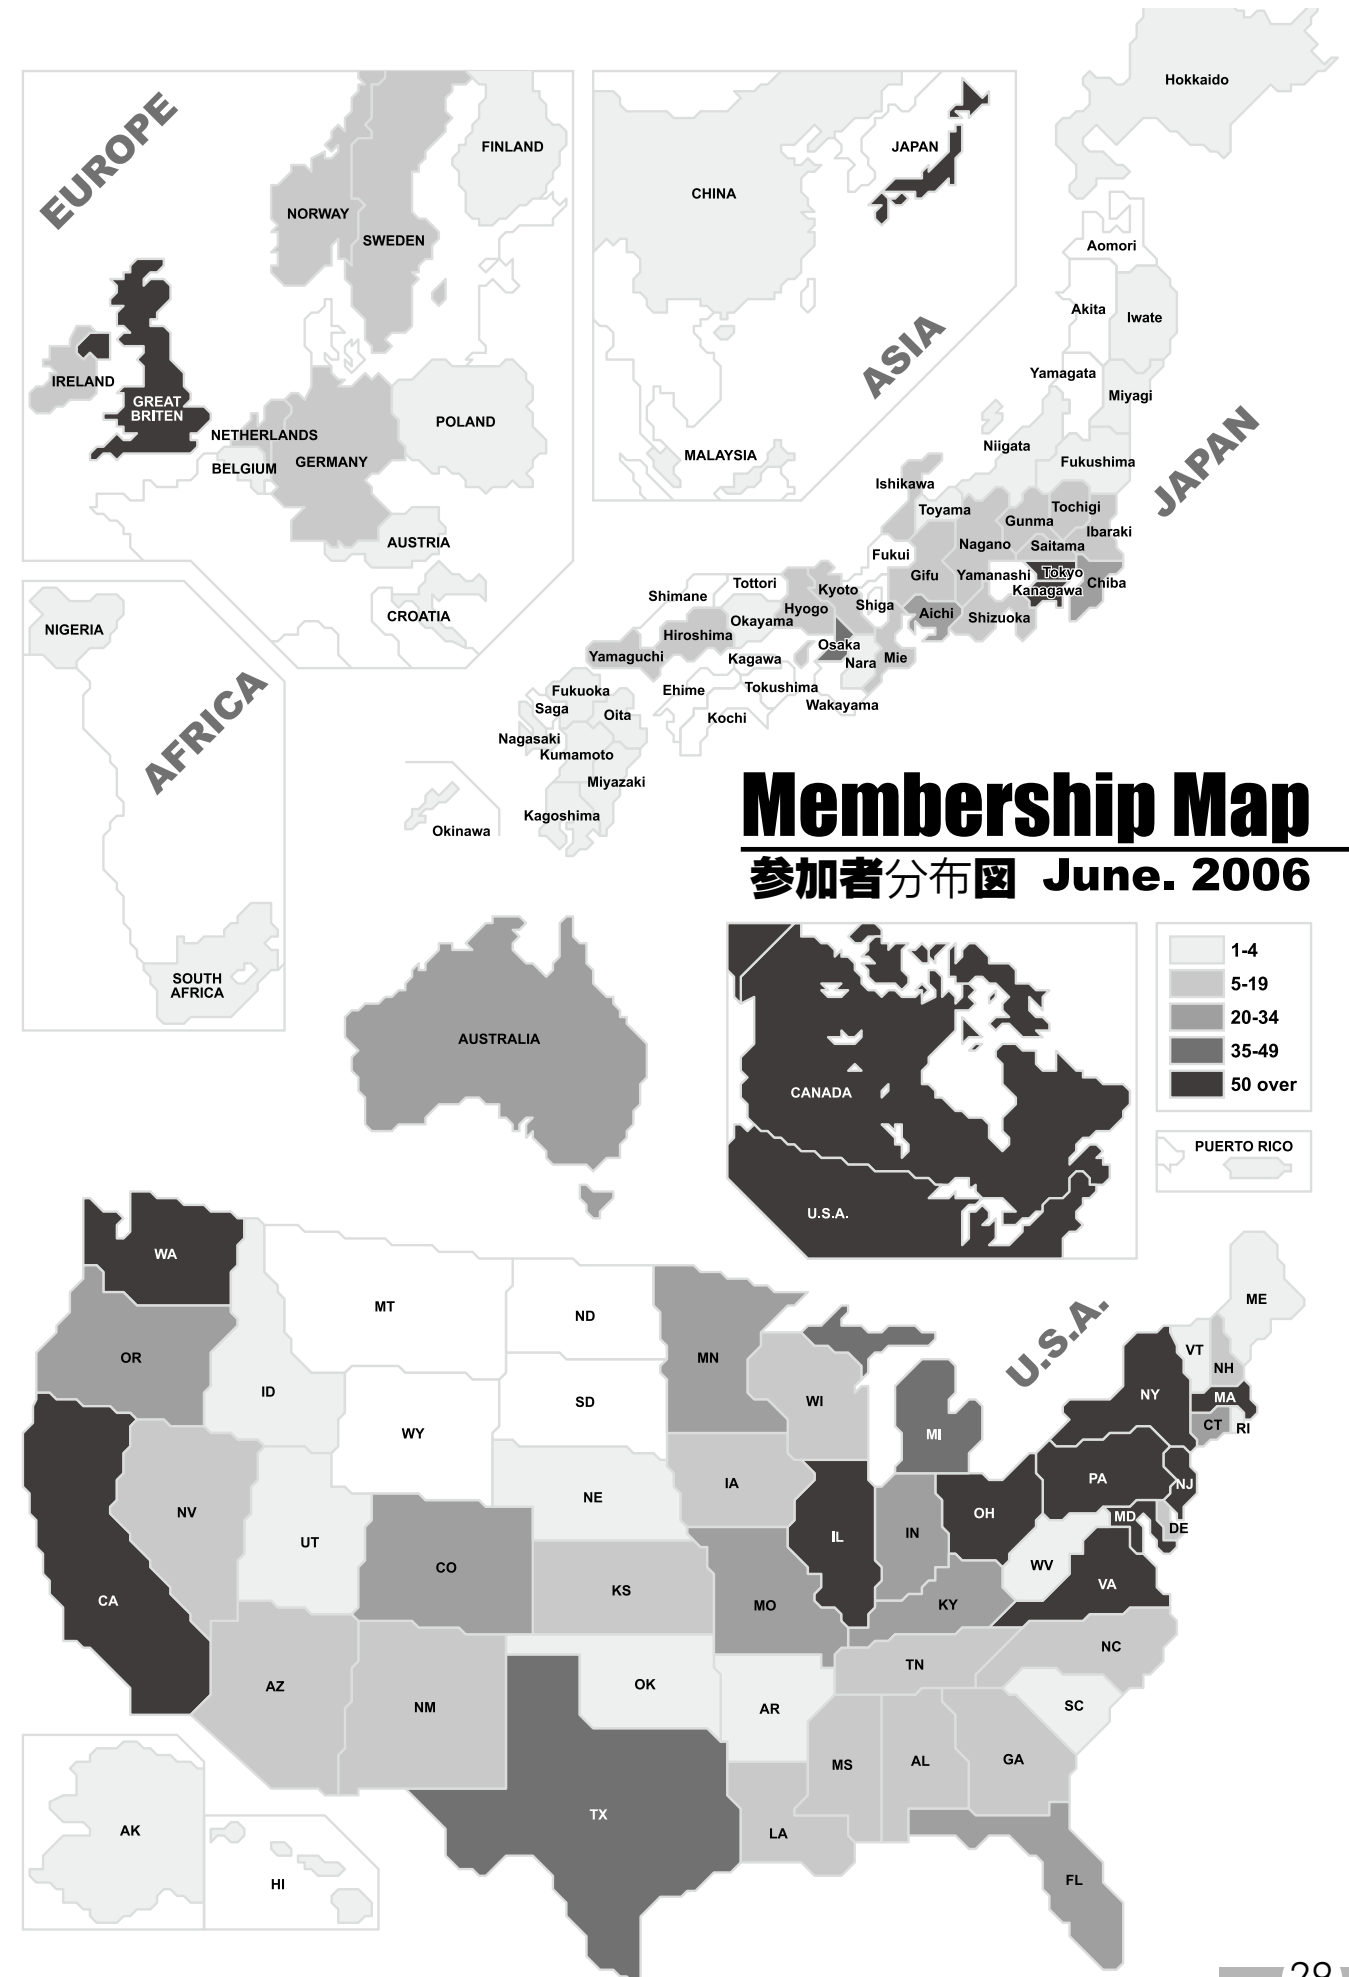 EUROPE
FINLAND
NORWAY
SWEDEN
IRELAND
GREAT
BRITEN
NETHERLANDS
BELGIUM
GERMANY
POLAND
AUSTRIA
CROATIA
CHINA
JAPAN
MALAYSIA
ASIA
Hokkaido
Aomori
Akita
Iwate
Yamagata
Miyagi
Niigata
Fukushima
JAPAN
Ishikawa
Toyama
Tochigi
Gunma
Ibaraki
Nagano
Saitama
Fukui
Gifu
Yamanashi
Tokyo
Chiba
Kanagawa
Tottori
Kyoto
Shimane
Shiga
Hyogo
Aichi
Okayama
Shizuoka
Hiroshima
Osaka
Yamaguchi
Kagawa
Nara
Mie
Fukuoka
Ehime
Tokushima
Wakayama
Saga
Oita
Kochi
Nagasaki
Kumamoto
Miyazaki
Kagoshima
Okinawa
NIGERIA
AFRICA
SOUTH
AFRICA
Membership Map
参加者分布図 June. 2006
AUSTRALIA
CANADA
U.S.A.
1-4
5-19
20-34
35-49
50 over
PUERTO RICO
U.S.A.
WA
MT
ND
MN
ME
OR
ID
SD
WI
VT
NH
NY
MA
WY
MI
CT
RI
NE
IA
PA
NJ
NV
UT
CO
IL
IN
OH
MD
DE
KS
MO
WV
VA
CA
KY
NC
AZ
NM
OK
TN
AR
SC
MS
AL
GA
TX
LA
AK
HI
FL
28